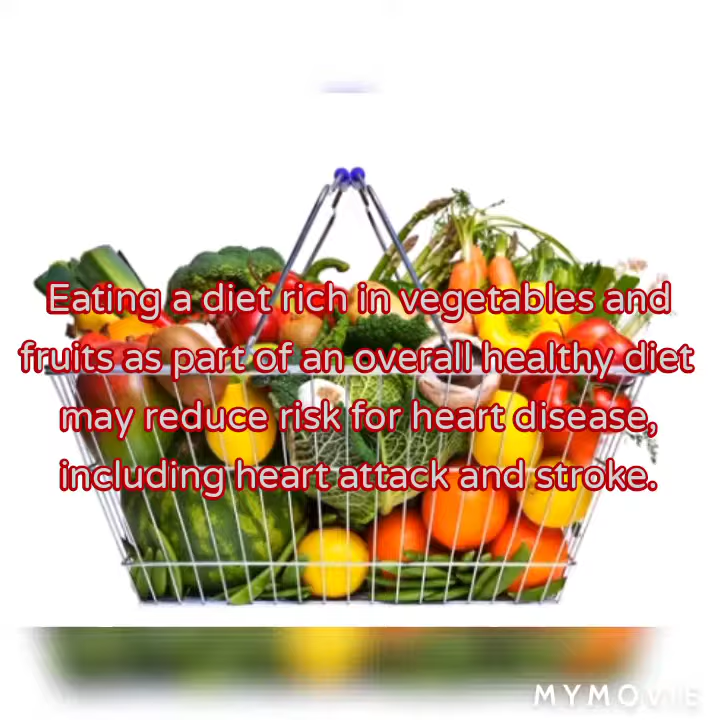 Eating a diet rich in vegetables and
fruits as part of an overall healthy diet
may reduce risk for heart disease,
including heart attack and stroke.
MYMOVIE